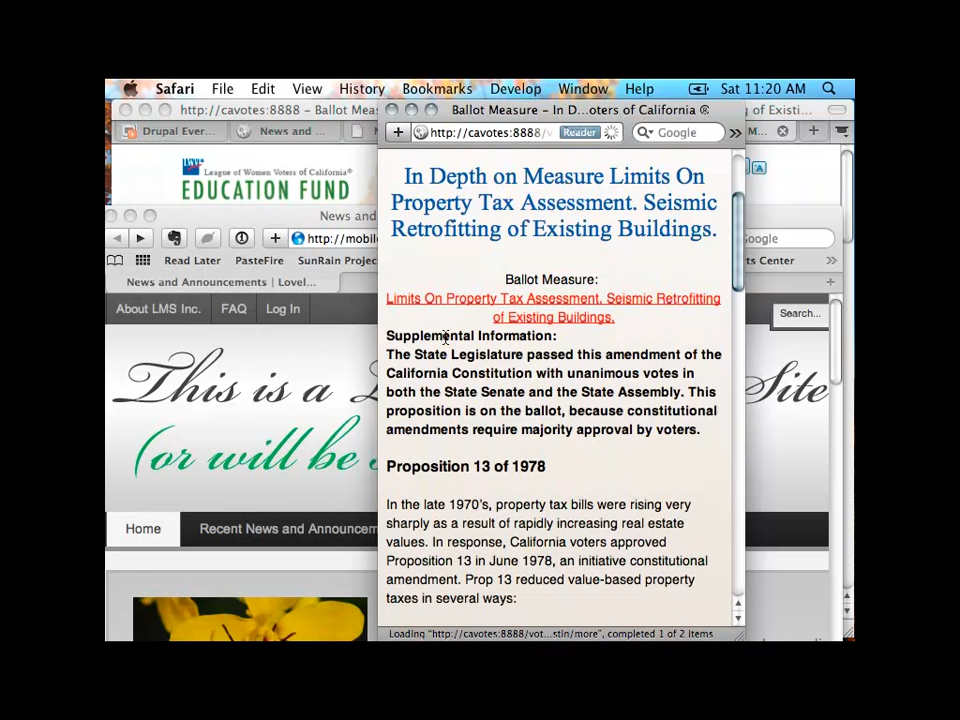 Safari File Edit View History Bookmarks Develop Window Help Sat 11:20 AM
http://cavotes:8888 – Ballot Meas
Ballot Measure – In D...oters of California ®
ng of Existi...
Drupal Ever...
News and ...
http://cavotes:8888/v
Reader
Google
»
M...
League of Women Voters of California®
EDUCATION FUND
In Depth on Measure Limits On
Property Tax Assessment. Seismic
Retrofitting of Existing Buildings.
News and
http://mobile
Google
Read Later PasteFire SunRain Projec
ts Center »
News and Announcements | Lovel...
Ballot Measure:
Limits On Property Tax Assessment. Seismic Retrofitting
of Existing Buildings.
About LMS Inc. FAQ Log In
Search...
Supplemental Information:
The State Legislature passed this amendment of the
California Constitution with unanimous votes in
both the State Senate and the State Assembly. This
proposition is on the ballot, because constitutional
amendments require majority approval by voters.
This is a
Site
(or will be
Proposition 13 of 1978
In the late 1970's, property tax bills were rising very
sharply as a result of rapidly increasing real estate
values. In response, California voters approved
Proposition 13 in June 1978, an initiative constitutional
amendment. Prop 13 reduced value-based property
taxes in several ways:
Home Recent News and Announcem
Loading “http://cavotes:8888/vot...stin/more”, completed 1 of 2 items